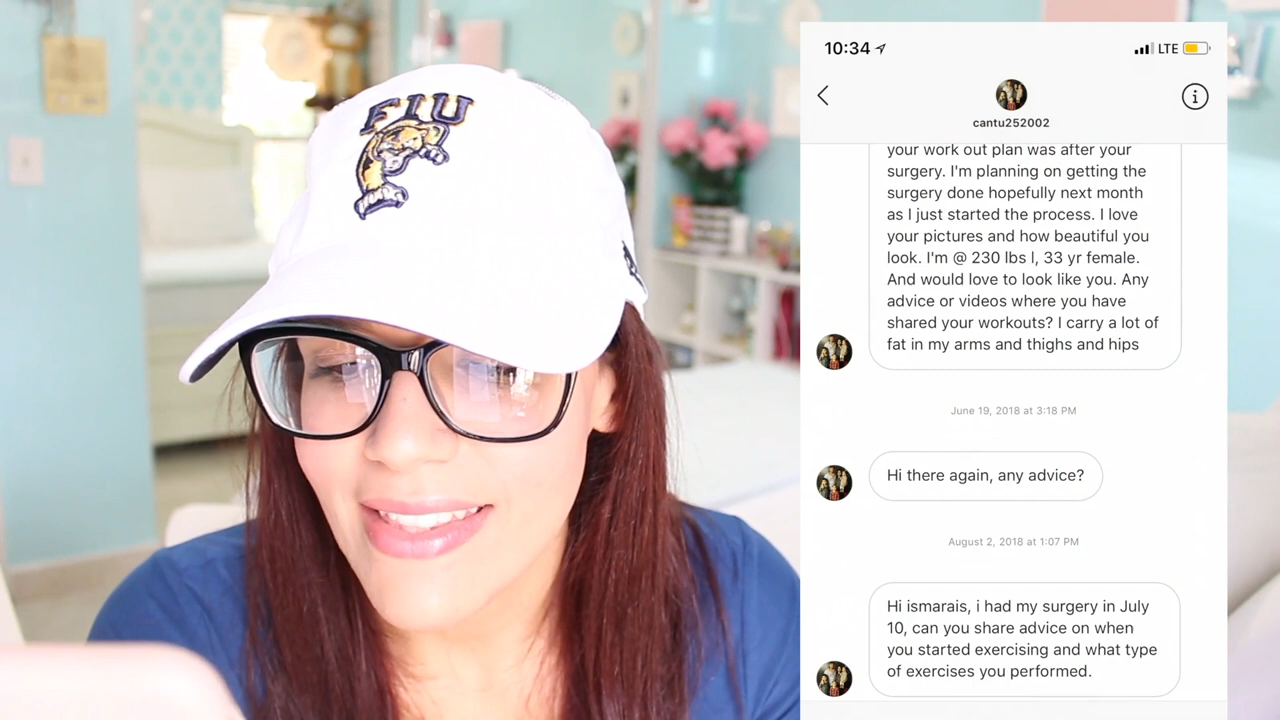 FIU
10:34
LTE
cantu252002
your work out plan was after your
surgery. I'm planning on getting the
surgery done hopefully next month
as I just started the process. I love
your pictures and how beautiful you
look. I'm @ 230 lbs l, 33 yr female.
And would love to look like you. Any
advice or videos where you have
shared your workouts? I carry a lot of
fat in my arms and thighs and hips
June 19, 2018 at 3:18 PM
Hi there again, any advice?
August 2, 2018 at 1:07 PM
Hi ismarais, i had my surgery in July
10, can you share advice on when
you started exercising and what type
of exercises you performed.